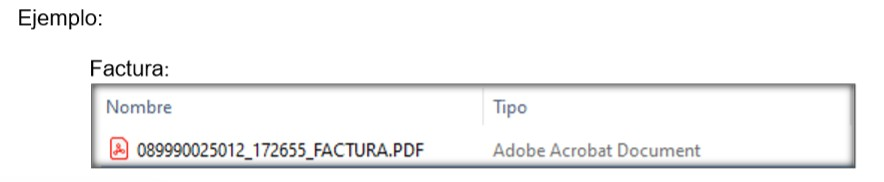 Ejemplo:
Factura:
Nombre Tipo
089990025012_172655_FACTURA.PDF Adobe Acrobat Document